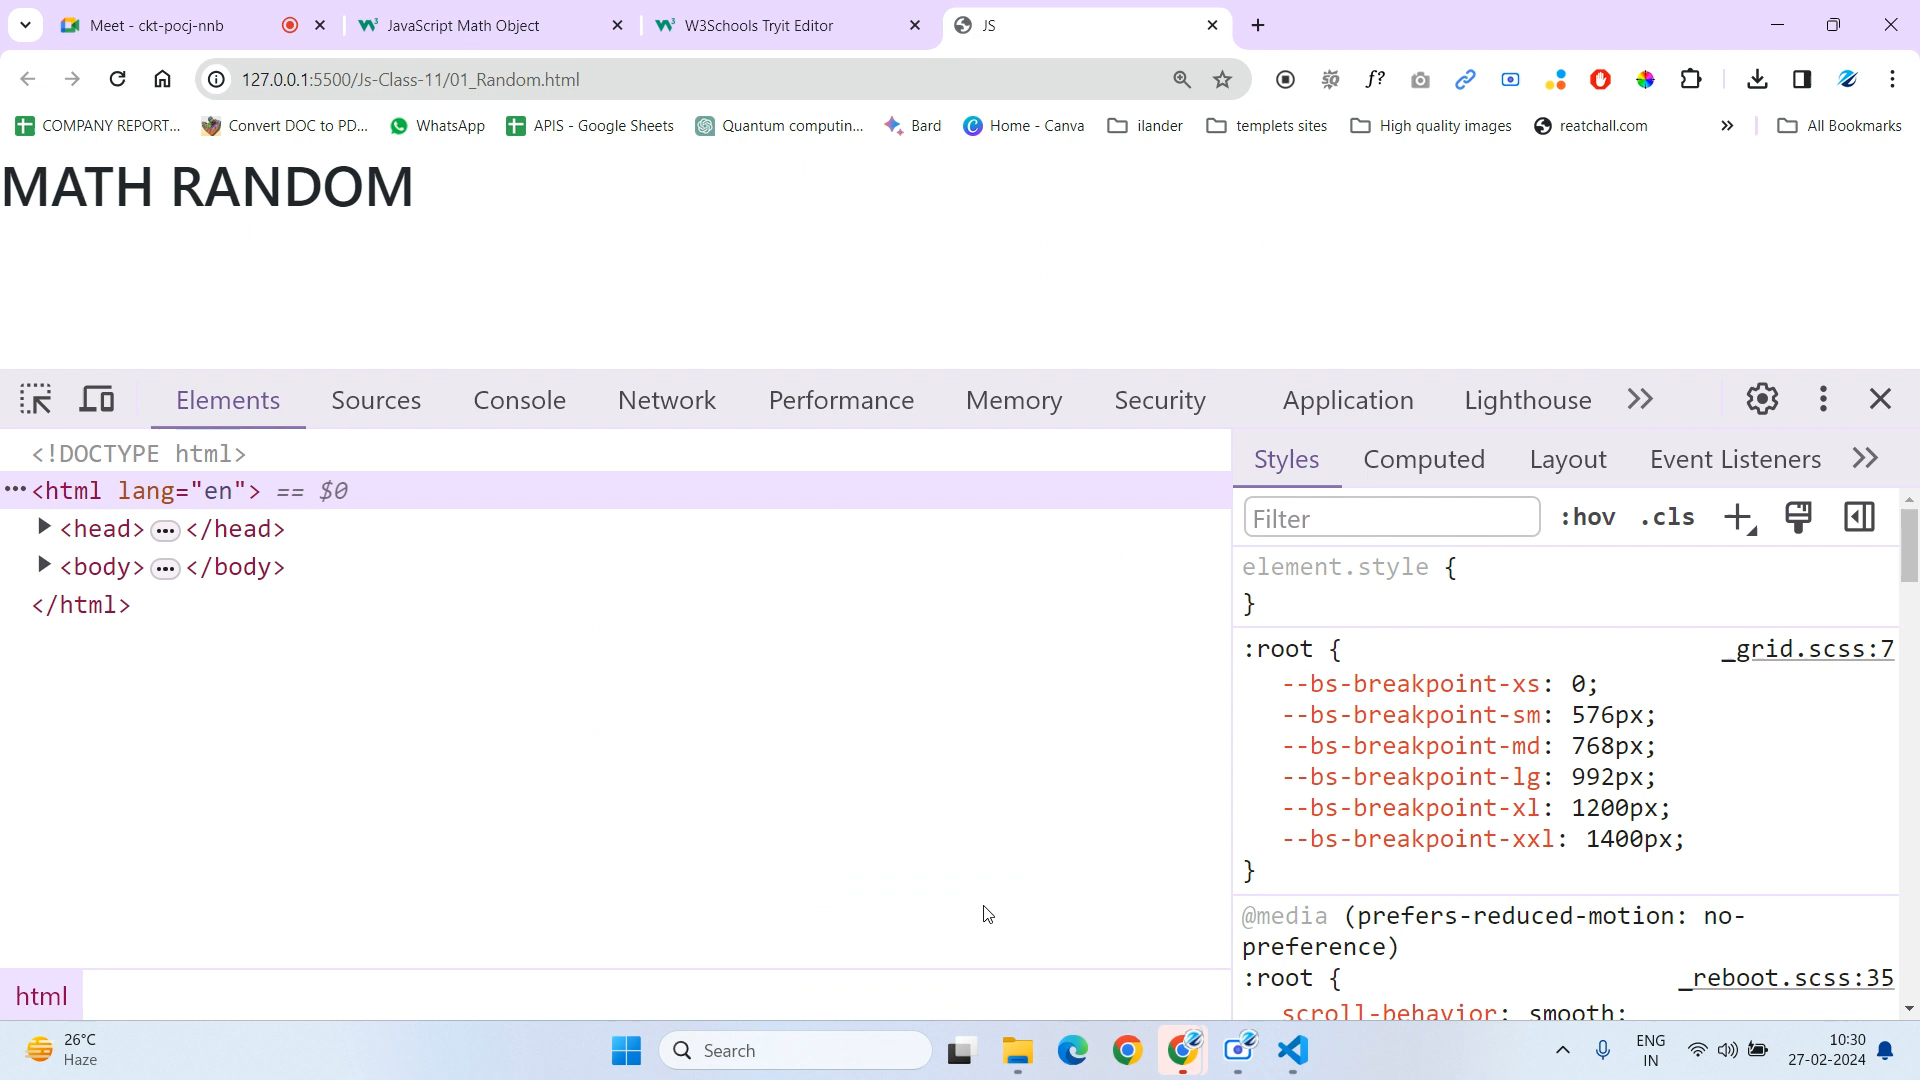 Meet - ckt-pocj-nnb
JavaScript Math Object
W3Schools Tryit Editor
JS
127.0.0.1:5500/Js-Class-11/01_Random.html
f?
COMPANY REPORT...
Convert DOC to PD...
WhatsApp
APIS - Google Sheets
Quantum computin...
Bard
Home - Canva
ilander
templets sites
High quality images
reatchall.com
»
All Bookmarks
MATH RANDOM
Elements
Sources
Console
Network
Performance
Memory
Security
Application
Lighthouse
<!DOCTYPE html>
<html lang="en"> == $0
<head> … </head>
<body> … </body>
</html>
html
Styles
Computed
Layout
Event Listeners
Filter
:hov
.cls
element.style {
}
:root {
_grid.scss:7
--bs-breakpoint-xs: 0;
--bs-breakpoint-sm: 576px;
--bs-breakpoint-md: 768px;
--bs-breakpoint-lg: 992px;
--bs-breakpoint-xl: 1200px;
--bs-breakpoint-xxl: 1400px;
}
@media (prefers-reduced-motion: no-
preference)
:root {
_reboot.scss:35
scroll-behavior: smooth;
26°C
Haze
Search
ENG
IN
10:30
27-02-2024